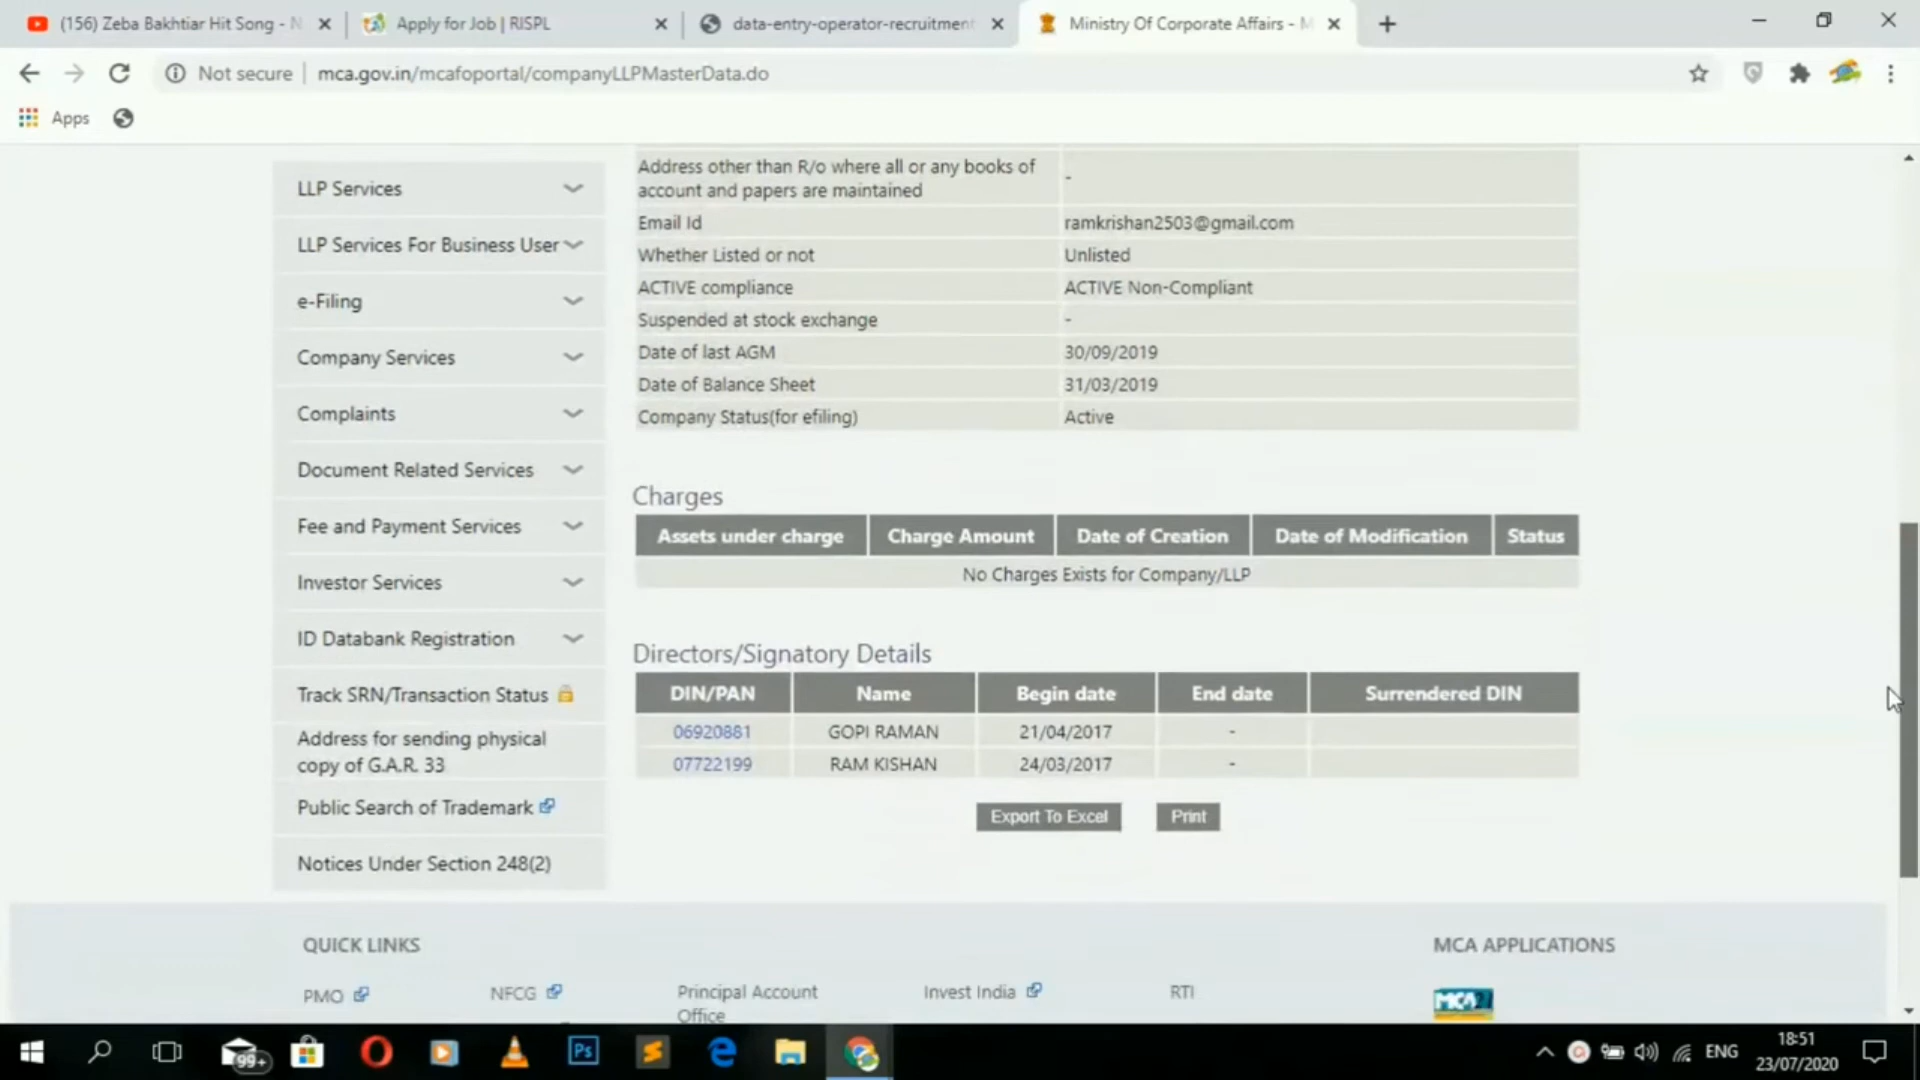 (156) Zeba Bakhtiar Hit Song - N
Apply for Job | RISPL
data-entry-operator-recruitment
Ministry Of Corporate Affairs - M
Not secure
mca.gov.in/mcafoportal/companyLLPMasterData.do
Apps
LLP Services
LLP Services For Business User
e-Filing
Company Services
Complaints
Document Related Services
Fee and Payment Services
Investor Services
ID Databank Registration
Track SRN/Transaction Status
Address for sending physical
copy of G.A.R. 33
Public Search of Trademark
Notices Under Section 248(2)
Address other than R/o where all or any books of
account and papers are maintained
-
Email Id ramkrishan2503@gmail.com
Whether Listed or not Unlisted
ACTIVE compliance ACTIVE Non-Compliant
Suspended at stock exchange -
Date of last AGM 30/09/2019
Date of Balance Sheet 31/03/2019
Company Status(for efiling) Active
Charges
Assets under charge Charge Amount Date of Creation Date of Modification Status
No Charges Exists for Company/LLP
Directors/Signatory Details
DIN/PAN Name Begin date End date Surrendered DIN
06920881 GOPI RAMAN 21/04/2017 -
07722199 RAM KISHAN 24/03/2017 -
Export To Excel Print
QUICK LINKS
MCA APPLICATIONS
PMO
NFCG
Principal Account
Office
Invest India
RTI
MCA21
99+
Ps
ENG
18:51
23/07/2020